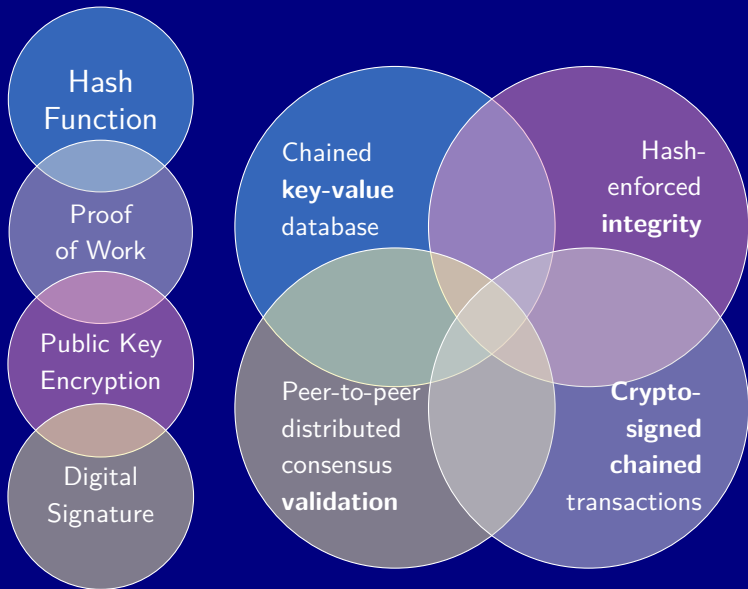 Hash
Function
Proof
of Work
Public Key
Encryption
Digital
Signature
Chained
key-value
database
Hash-
enforced
integrity
Peer-to-peer
distributed
consensus
validation
Crypto-
signed
chained
transactions